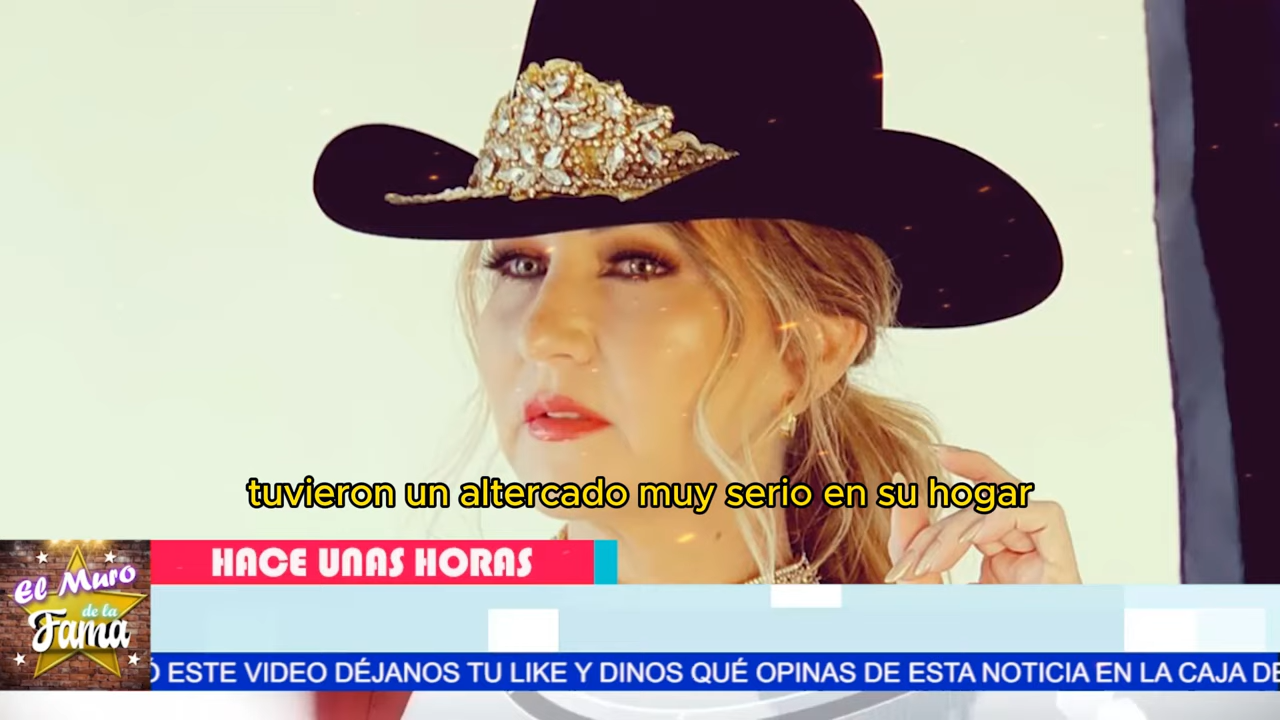 tuvieron un altercado muy serio en su hogar
HACE UNAS HORAS
El Muro
de la
Fama
Ó ESTE VIDEO DÉJANOS TU LIKE Y DINOS QUÉ OPINAS DE ESTA NOTICIA EN LA CAJA DE